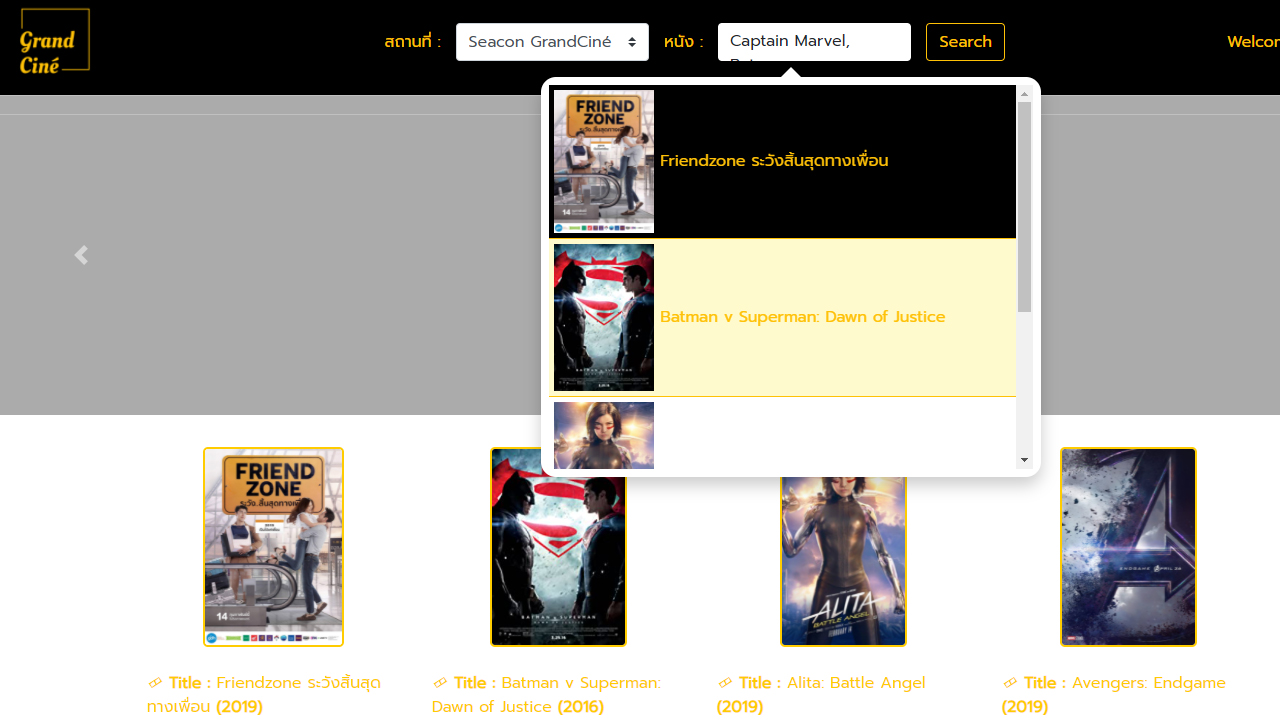 Grand
Ciné
สถานที่ :
Seacon GrandCiné
หนัง :
Captain Marvel,
Search
FRIEND
ZONE
ระวัง..สิ้นสุดทางเพื่อน
14
Friendzone ระวังสิ้นสุดทางเพื่อน
Batman v Superman: Dawn of Justice
FRIEND
ZONE
ระวัง..สิ้นสุดทางเพื่อน
14
ALITA
BATTLE ANGEL
FEBRUARY 14
ENDGAME APRIL 26
Title : Friendzone ระวังสิ้นสุด
ทางเพื่อน (2019)
Title : Batman v Superman:
Dawn of Justice (2016)
Title : Alita: Battle Angel
(2019)
Title : Avengers: Endgame
(2019)